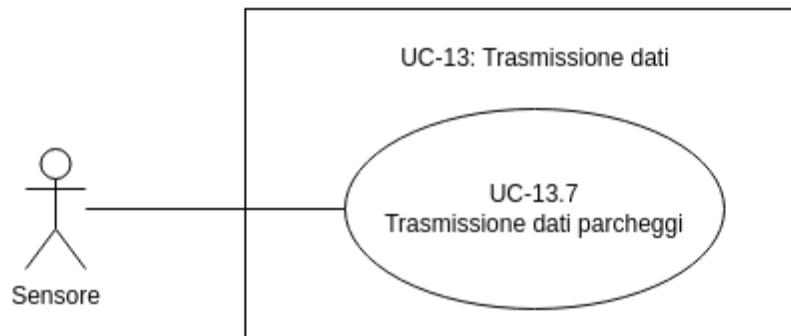 UC-13: Trasmissione dati
UC-13.7
Trasmissione dati parcheggi
Sensore